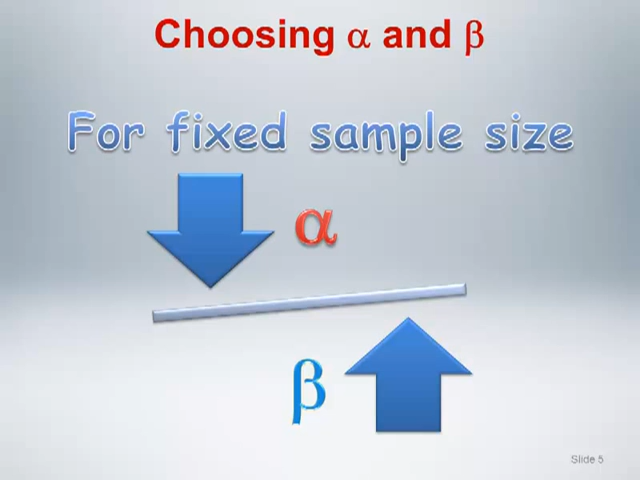 Choosing α and β
For fixed sample size
α
β
Slide 5